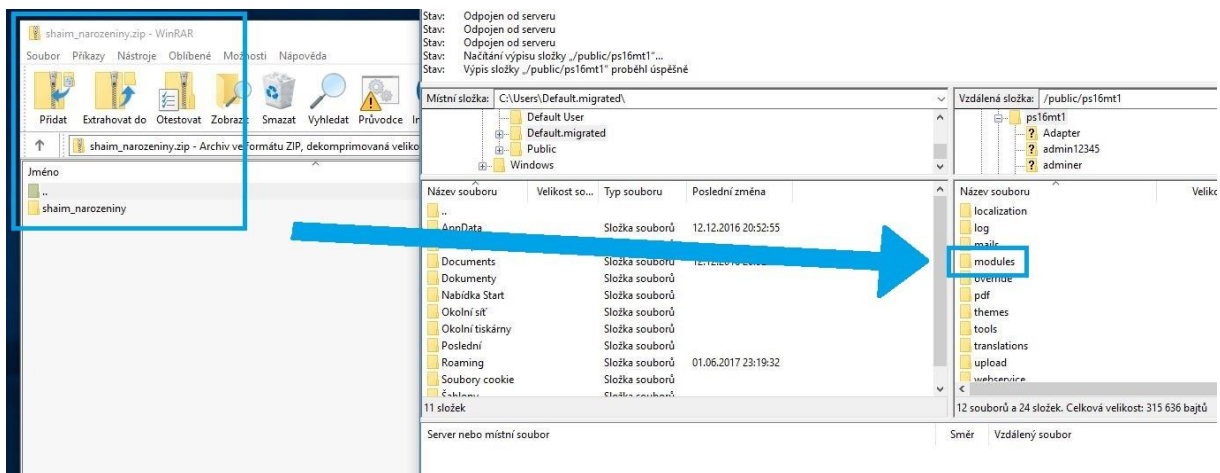 shaim_narozeniny.zip - WinRAR
Soubor Příkazy Nástroje Oblíbené Možnosti Nápověda
Přidat Extrahovat do Otestovat Zobrazit Smazat Vyhledat Průvodce
shaim_narozeniny.zip - Archiv ve formátu ZIP, dekomprimovaná veliko
Jméno
..
shaim_narozeniny
Stav: Odpojen od serveru
Stav: Odpojen od serveru
Stav: Odpojen od serveru
Stav: Načítání výpisu složky „/public/ps16mt1“...
Stav: Výpis složky „/public/ps16mt1“ proběhl úspěšně
Místní složka: C:\Users\Default.migrated\
Default User
Default.migrated
Public
Windows
Název souboru Velikost so... Typ souboru Poslední změna
..
AppData Složka souborů 12.12.2016 20:52:55
Documents
Dokumenty Složka souborů
Nabídka Start Složka souborů
Okolní síť Složka souborů
Okolní tiskárny Složka souborů
Poslední Složka souborů
Roaming Složka souborů 01.06.2017 23:19:32
Soubory cookie Složka souborů
Šablony Složka souborů
11 složek
Server nebo místní soubor
Vzdálená složka: /public/ps16mt1
ps16mt1
? Adapter
? admin12345
? adminer
Název souboru Veliko
localization
log
mails
modules
override
pdf
themes
tools
translations
upload
webservice
12 souborů a 24 složek. Celková velikost: 315 636 bajtů
Směr Vzdálený soubor